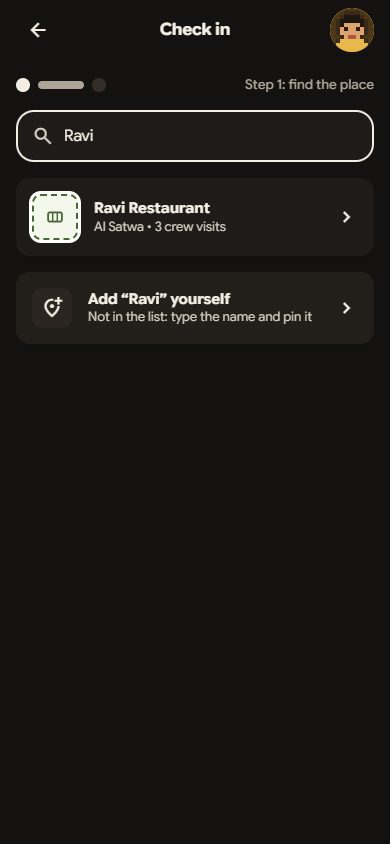 Check in
Step 1: find the place
Ravi
Ravi Restaurant
Al Satwa • 3 crew visits
Add “Ravi” yourself
Not in the list: type the name and pin it